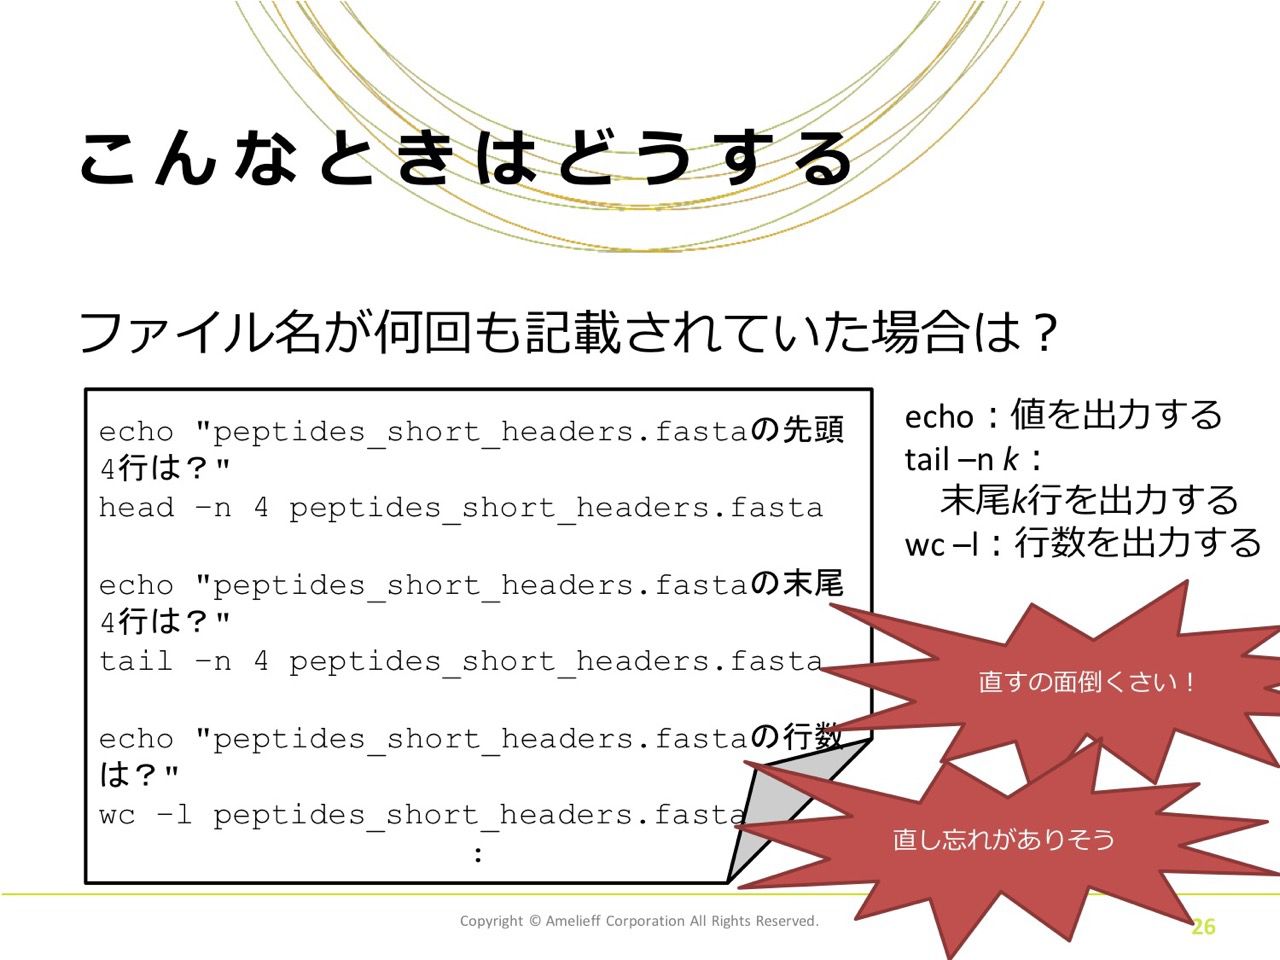 こんなときはどうする
ファイル名が何回も記載されていた場合は？
echo "peptides_short_headers.fastaの先頭
4行は？"
head –n 4 peptides_short_headers.fasta
echo "peptides_short_headers.fastaの末尾
4行は？"
tail –n 4 peptides_short_headers.fasta
echo "peptides_short_headers.fastaの行数
は？"
wc –l peptides_short_headers.fasta
：
echo：値を出力する
tail –n k：
末尾k行を出力する
wc –l：行数を出力する
直すの面倒くさい！
直し忘れがありそう
Copyright © Amelieff Corporation All Rights Reserved.
26